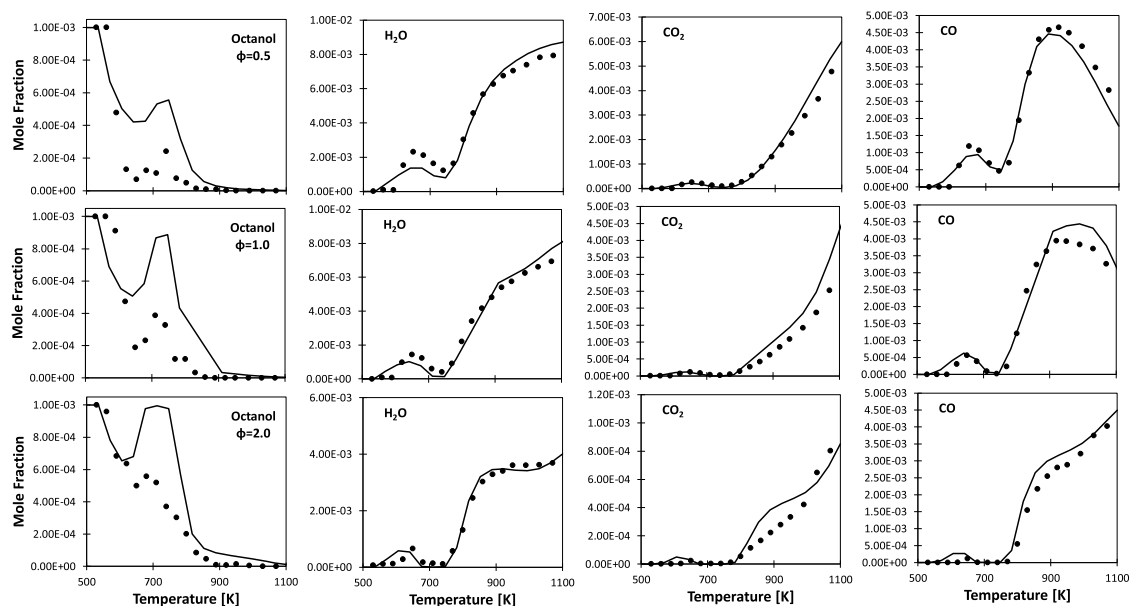 Mole Fraction
1.00E-03
8.00E-04
6.00E-04
4.00E-04
2.00E-04
0.00E+00
Octanol
ϕ=0.5
1.00E-02
8.00E-03
6.00E-03
4.00E-03
2.00E-03
0.00E+00
H₂O
7.00E-03
6.00E-03
5.00E-03
4.00E-03
3.00E-03
2.00E-03
1.00E-03
0.00E+00
CO₂
5.00E-03
4.50E-03
4.00E-03
3.50E-03
3.00E-03
2.50E-03
2.00E-03
1.50E-03
1.00E-03
5.00E-04
0.00E+00
CO
Mole Fraction
1.00E-03
8.00E-04
6.00E-04
4.00E-04
2.00E-04
0.00E+00
Octanol
ϕ=1.0
1.00E-02
8.00E-03
6.00E-03
4.00E-03
2.00E-03
0.00E+00
H₂O
5.00E-03
4.50E-03
4.00E-03
3.50E-03
3.00E-03
2.50E-03
2.00E-03
1.50E-03
1.00E-03
5.00E-04
0.00E+00
CO₂
5.00E-03
4.50E-03
4.00E-03
3.50E-03
3.00E-03
2.50E-03
2.00E-03
1.50E-03
1.00E-03
5.00E-04
0.00E+00
CO
Mole Fraction
1.00E-03
8.00E-04
6.00E-04
4.00E-04
2.00E-04
0.00E+00
Octanol
ϕ=2.0
500 700 900 1100
Temperature [K]
6.00E-03
4.00E-03
2.00E-03
0.00E+00
H₂O
500 700 900 1100
Temperature [K]
1.20E-03
1.00E-03
8.00E-04
6.00E-04
4.00E-04
2.00E-04
0.00E+00
CO₂
500 700 900 1100
Temperature [K]
5.00E-03
4.50E-03
4.00E-03
3.50E-03
3.00E-03
2.50E-03
2.00E-03
1.50E-03
1.00E-03
5.00E-04
0.00E+00
CO
500 700 900 1100
Temperature [K]